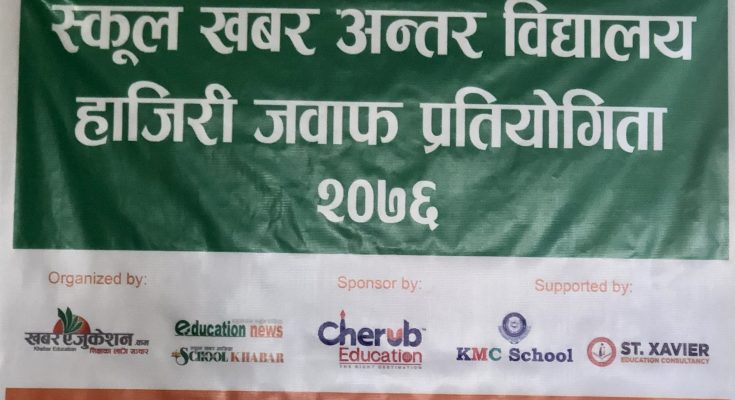 स्कूल खबर अन्तर विद्यालय
हाजिरी जवाफ प्रतियोगिता
२०७६
Organized by:
Sponsor by:
Supported by:
खबर एजुकेशन.कम
Khabar Education
शिक्षाका लागि सञ्चार
education news
SCHOOL KHABAR
Cherub
Education
THE RIGHT DESTINATION
KMC School
ST. XAVIER
EDUCATION CONSULTANCY